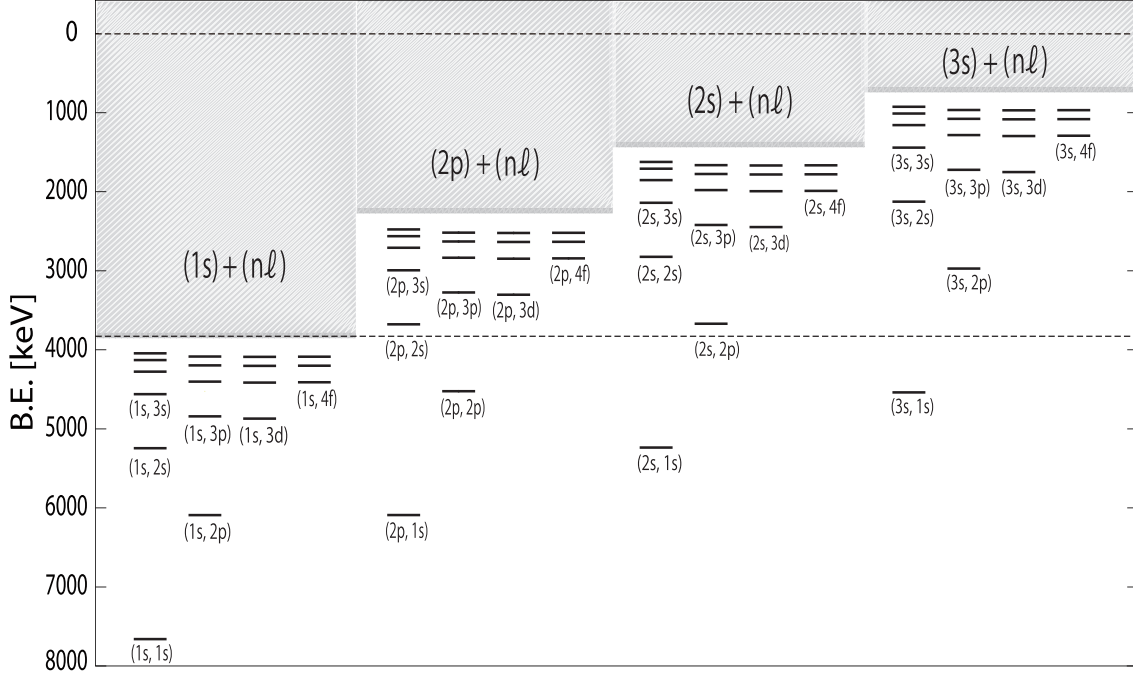 B.E. [keV]
0
1000
2000
3000
4000
5000
6000
7000
8000
(1s) + (nℓ)
(1s, 3s)
(1s, 3p)
(1s, 3d)
(1s, 4f)
(1s, 2s)
(1s, 2p)
(1s, 1s)
(2p) + (nℓ)
(2p, 3s)
(2p, 3p)
(2p, 3d)
(2p, 4f)
(2p, 2s)
(2p, 2p)
(2p, 1s)
(2s) + (nℓ)
(2s, 3s)
(2s, 3p)
(2s, 3d)
(2s, 4f)
(2s, 2s)
(2s, 2p)
(2s, 1s)
(3s) + (nℓ)
(3s, 3s)
(3s, 3p)
(3s, 3d)
(3s, 4f)
(3s, 2s)
(3s, 2p)
(3s, 1s)